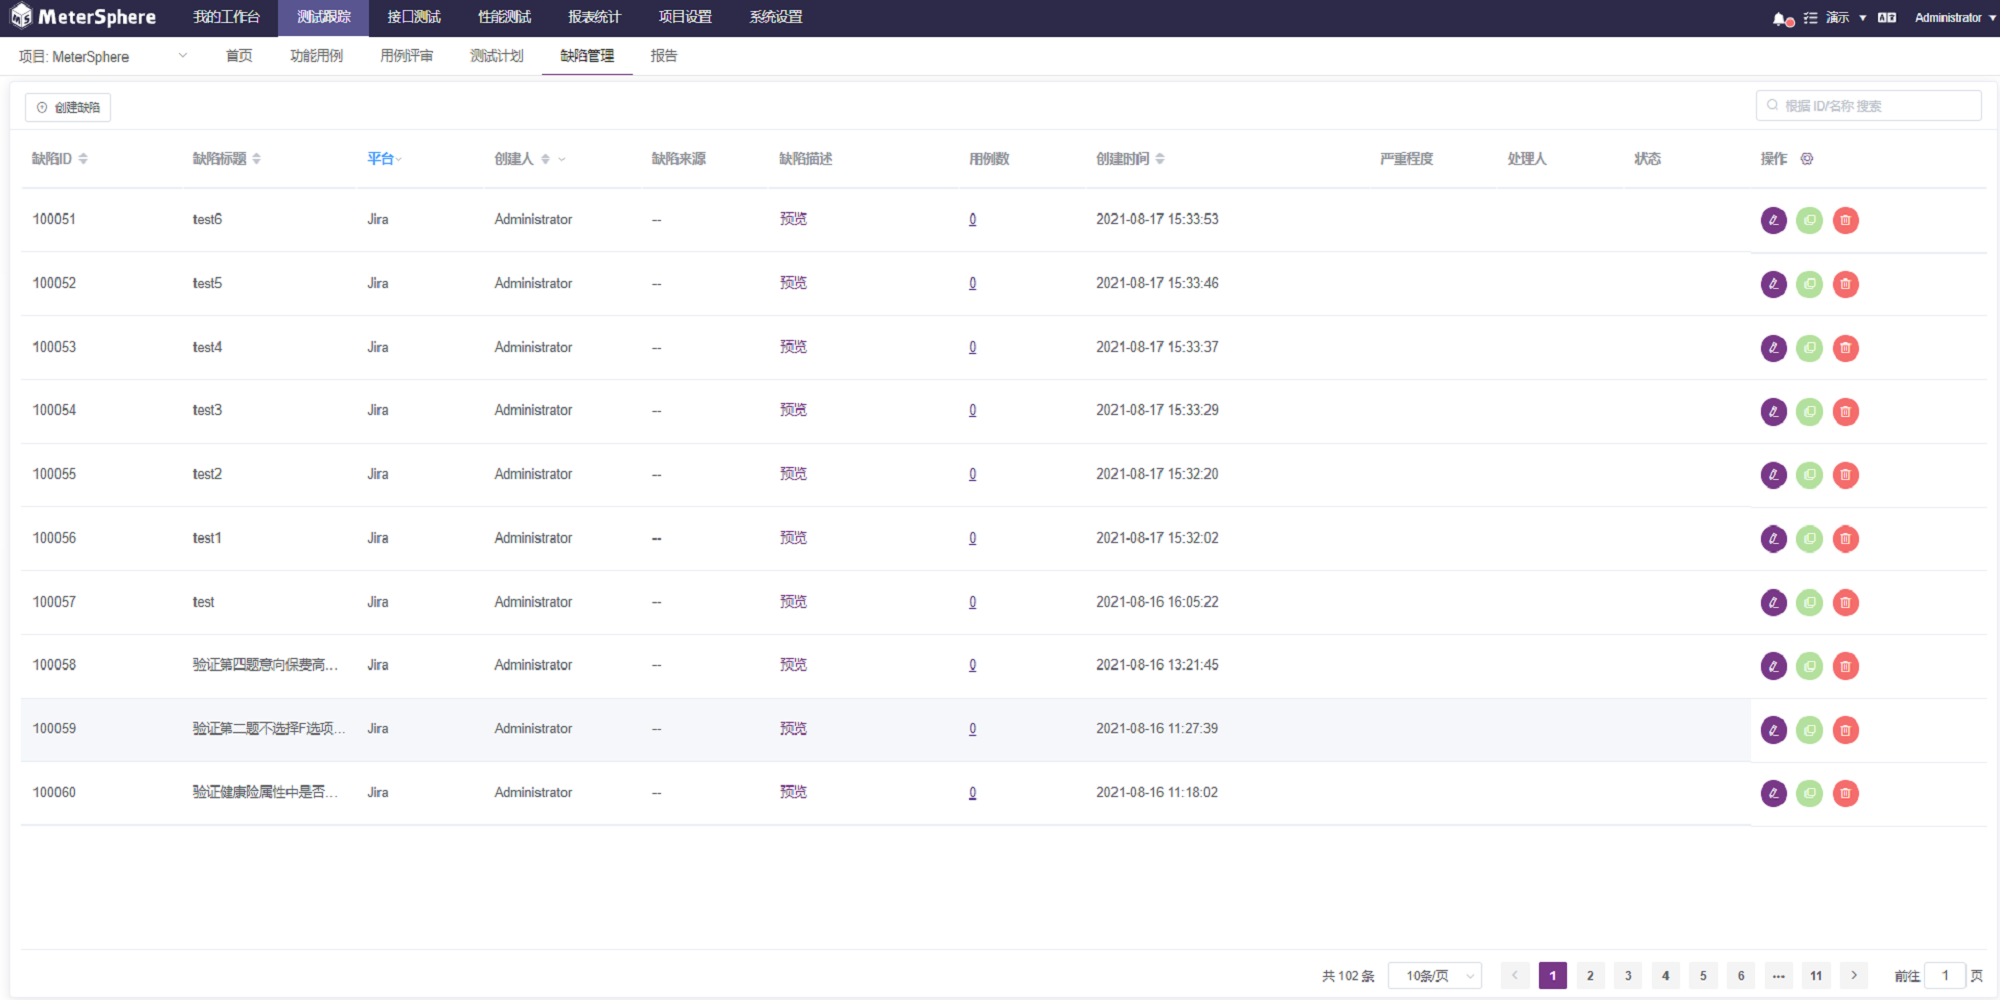 MeterSphere 我的工作台 测试跟踪 接口测试 性能测试 报表统计 项目设置 系统设置 演示 Administrator
项目: MeterSphere 首页 功能用例 用例评审 测试计划 缺陷管理 报告
创建缺陷 根据 ID/名称 搜索
缺陷ID 缺陷标题 平台 创建人 缺陷来源 缺陷描述 用例数 创建时间 严重程度 处理人 状态 操作
100051 test6 Jira Administrator -- 预览 0 2021-08-17 15:33:53
100052 test5 Jira Administrator -- 预览 0 2021-08-17 15:33:46
100053 test4 Jira Administrator -- 预览 0 2021-08-17 15:33:37
100054 test3 Jira Administrator -- 预览 0 2021-08-17 15:33:29
100055 test2 Jira Administrator -- 预览 0 2021-08-17 15:32:20
100056 test1 Jira Administrator -- 预览 0 2021-08-17 15:32:02
100057 test Jira Administrator -- 预览 0 2021-08-16 16:05:22
100058 验证第四题意向保费高... Jira Administrator -- 预览 0 2021-08-16 13:21:45
100059 验证第二题不选择F选项... Jira Administrator -- 预览 0 2021-08-16 11:27:39
100060 验证健康险属性中是否... Jira Administrator -- 预览 0 2021-08-16 11:18:02
共 102 条 10条/页 1 2 3 4 5 6 ... 11 前往 1 页